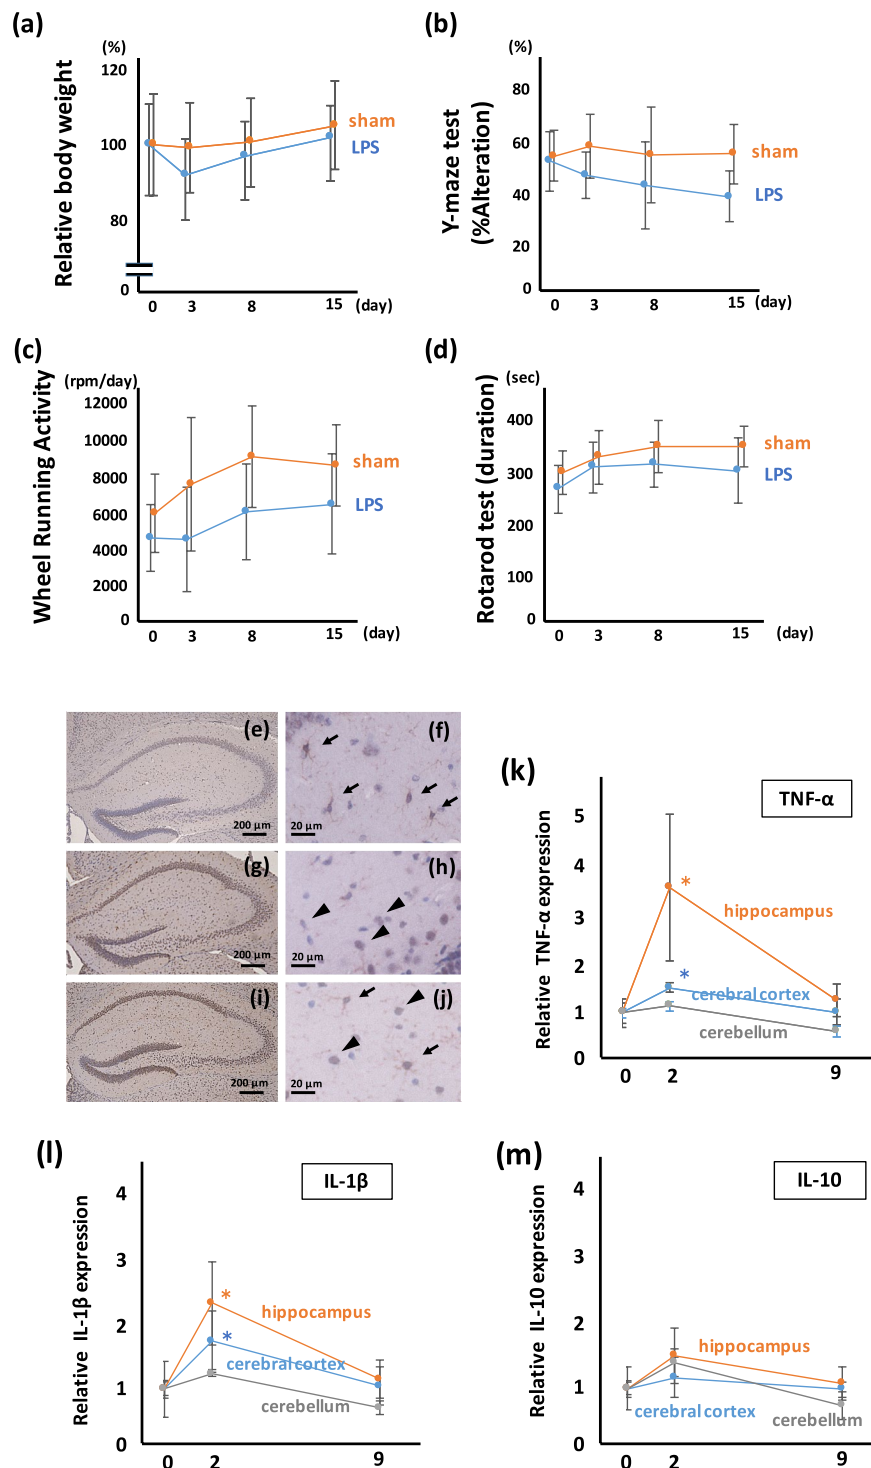 (a)
(%)
Relative body weight
120
100
80
0
sham
LPS
0 3 8 15 (day)
(b)
(%)
Y-maze test
(%Alteration)
80
60
40
20
0
sham
LPS
0 3 8 15 (day)
(c)
(rpm/day)
Wheel Running Activity
12000
10000
8000
6000
4000
2000
0
sham
LPS
0 3 8 15 (day)
(d)
(sec)
Rotarod test (duration)
400
300
200
100
0
sham
LPS
0 3 8 15 (day)
(e)
200 μm
(f)
20 μm
(g)
200 μm
(h)
20 μm
(i)
200 μm
(j)
20 μm
(k)
TNF-α
Relative TNF-α expression
5
4
3
2
1
0
*
hippocampus
*
cerebral cortex
cerebellum
0 2 9
(l)
IL-1β
Relative IL-1β expression
4
3
2
1
0
*
hippocampus
*
cerebral cortex
cerebellum
0 2 9
(m)
IL-10
Relative IL-10 expression
4
3
2
1
0
hippocampus
cerebral cortex
cerebellum
0 2 9